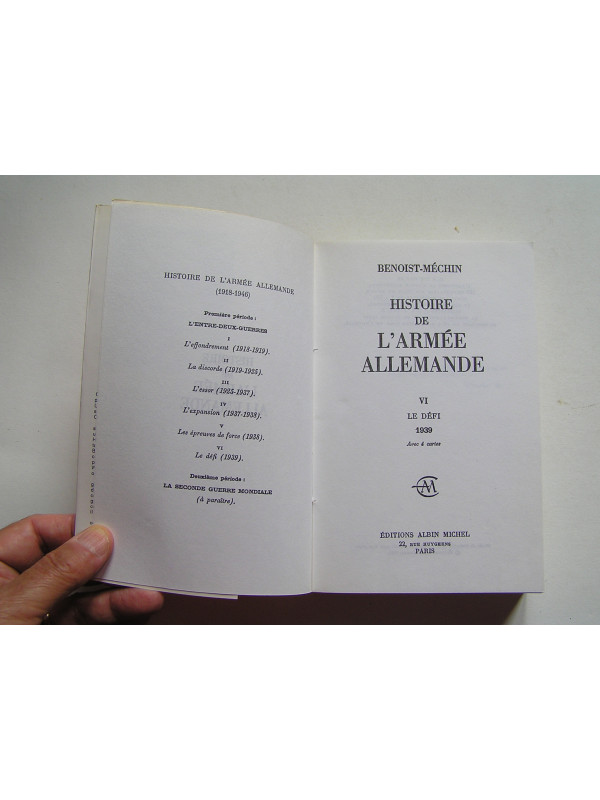 HISTOIRE DE L'ARMÉE ALLEMANDE
(1918-1946)
Première période :
L'ENTRE-DEUX-GUERRES
I
L'effondrement (1918-1919).
II
La discorde (1919-1925).
III
L'essor (1925-1937).
IV
L'expansion (1937-1938).
V
Les épreuves de force (1938).
VI
Le défi (1939).
Deuxième période :
LA SECONDE GUERRE MONDIALE
(à paraître).
BENOIST-MÉCHIN
HISTOIRE
DE
L'ARMÉE
ALLEMANDE
VI
LE DÉFI
1939
Avec 4 cartes
ÉDITIONS ALBIN MICHEL
22, RUE HUYGHENS
PARIS